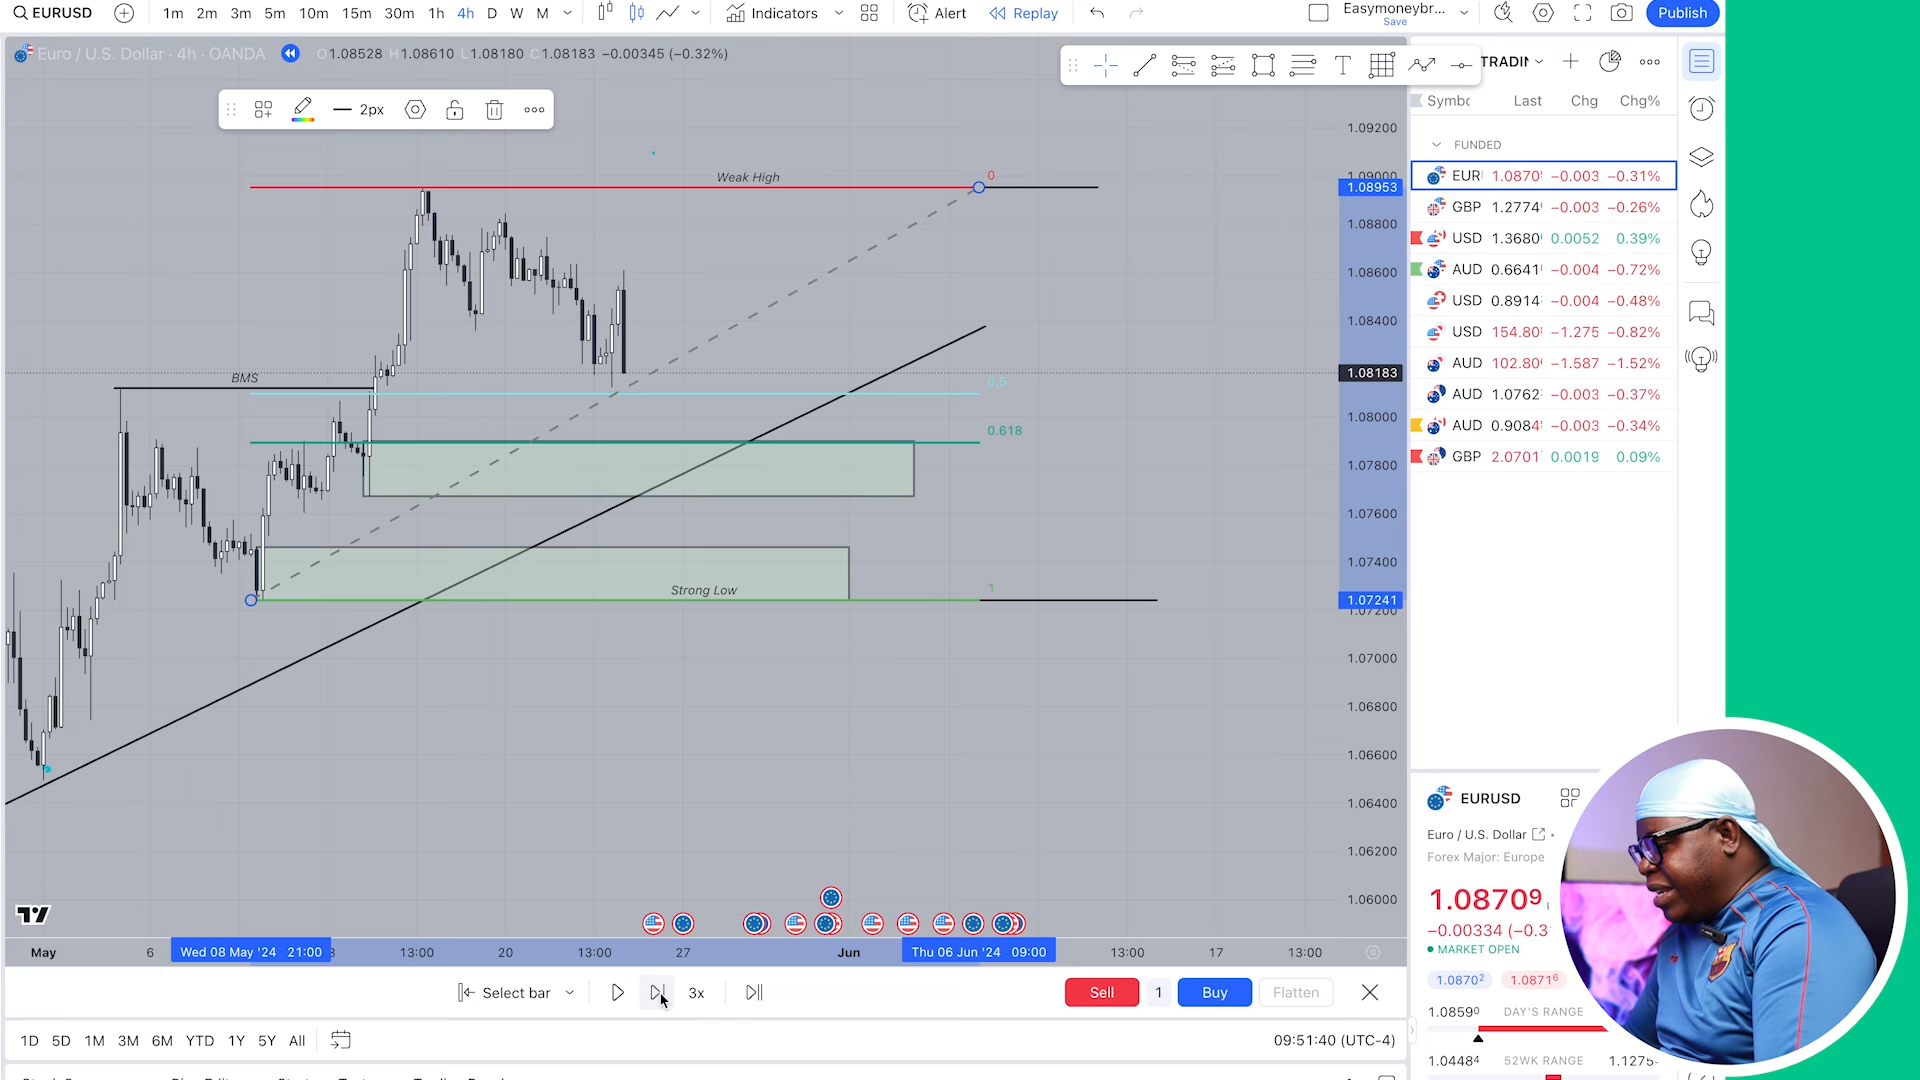 EURUSD 1m 2m 3m 5m 10m 15m 30m 1h 4h D W M Indicators Alert Replay Easymoneybr... Publish
Save
Euro / U.S. Dollar · 4h · OANDA O1.08528 H1.08610 L1.08180 C1.08183 −0.00345 (−0.32%)
2px
T
Symbc Last Chg Chg%
FUNDED
EUR 1.0870⁹ −0.003 −0.31%
GBP 1.2774 −0.003 −0.26%
USD 1.3680 0.0052 0.39%
AUD 0.6641 −0.004 −0.72%
USD 0.8914 −0.004 −0.48%
USD 154.80 −1.275 −0.82%
AUD 102.80 −1.587 −1.52%
AUD 1.0762 −0.003 −0.37%
AUD 0.9084 −0.003 −0.34%
GBP 2.0701 0.0019 0.09%
1.09200
1.09000
1.08953
1.08800
1.08600
1.08400
1.08183
1.08000
1.07800
1.07600
1.07400
1.07241
1.07200
1.07000
1.06800
1.06600
1.06400
1.06200
1.06000
Weak High
0
BMS
0.5
0.618
Strong Low
1
May 6 Wed 08 May '24 21:00 13:00 20 13:00 27 Jun Thu 06 Jun '24 09:00 13:00 17 13:00
Select bar 3x Sell 1 Buy Flatten
1D 5D 1M 3M 6M YTD 1Y 5Y All 09:51:40 (UTC-4)
EURUSD
Euro / U.S. Dollar
Forex Major: Europe
1.0870⁹
−0.00334 (−0.3
MARKET OPEN
1.0870² 1.0871⁶
1.0859⁰ DAY'S RANGE
1.0448⁴ 52WK RANGE 1.1275